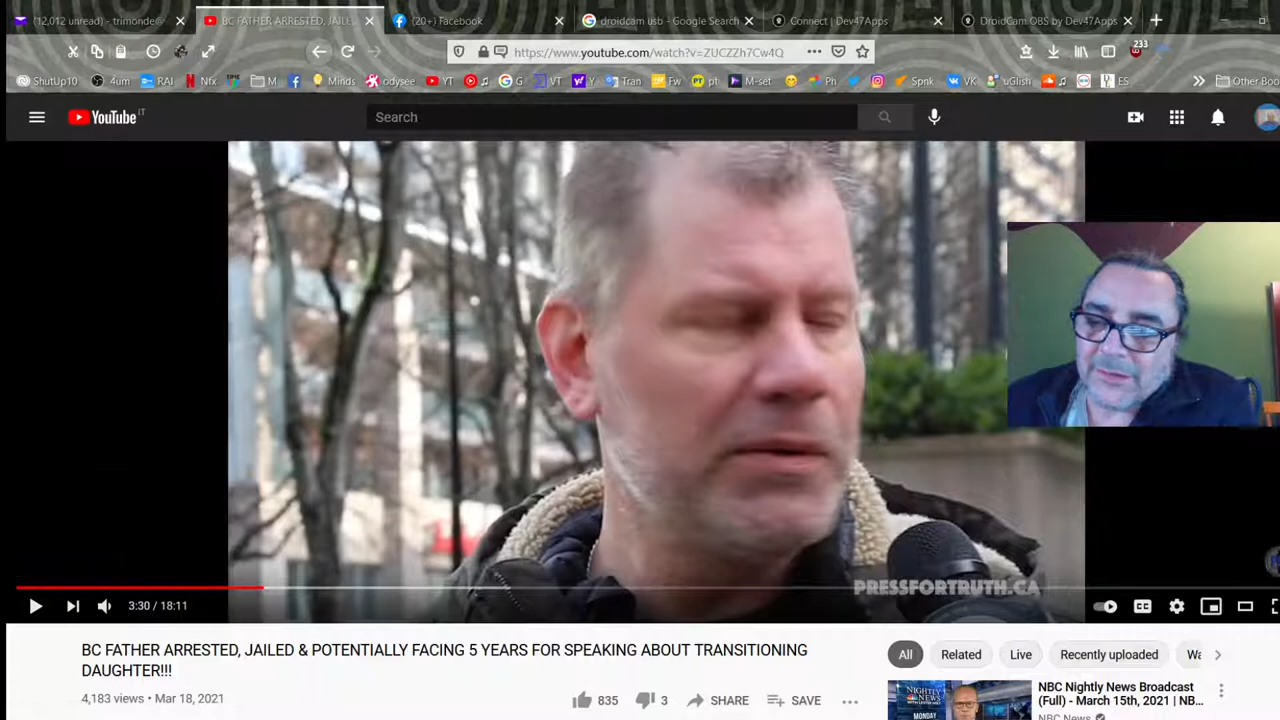 (12,012 unread) - trimonde@
BC FATHER ARRESTED, JAILE
(20+) Facebook
droidcam usb - Google Search
Connect | Dev47Apps
DroidCam OBS by Dev47Apps
https://www.youtube.com/watch?v=ZUCZZh7Cw4Q
233
ShutUp10
4um
RAI
Nfx
M
Minds
odysee
YT
G
VT
Y
Tran
Fw
pt
M-set
Ph
Spnk
VK
uGlish
ES
Other Boo
YouTube IT
Search
PRESSFORTRUTH.CA
3:30 / 18:11
BC FATHER ARRESTED, JAILED & POTENTIALLY FACING 5 YEARS FOR SPEAKING ABOUT TRANSITIONING
DAUGHTER!!!
4,183 views • Mar 18, 2021
835
3
SHARE
SAVE
All
Related
Live
Recently uploaded
Wa
NIGHTLY
NEWS
MONDAY
NBC Nightly News Broadcast
(Full) - March 15th, 2021 | NB...
NBC News